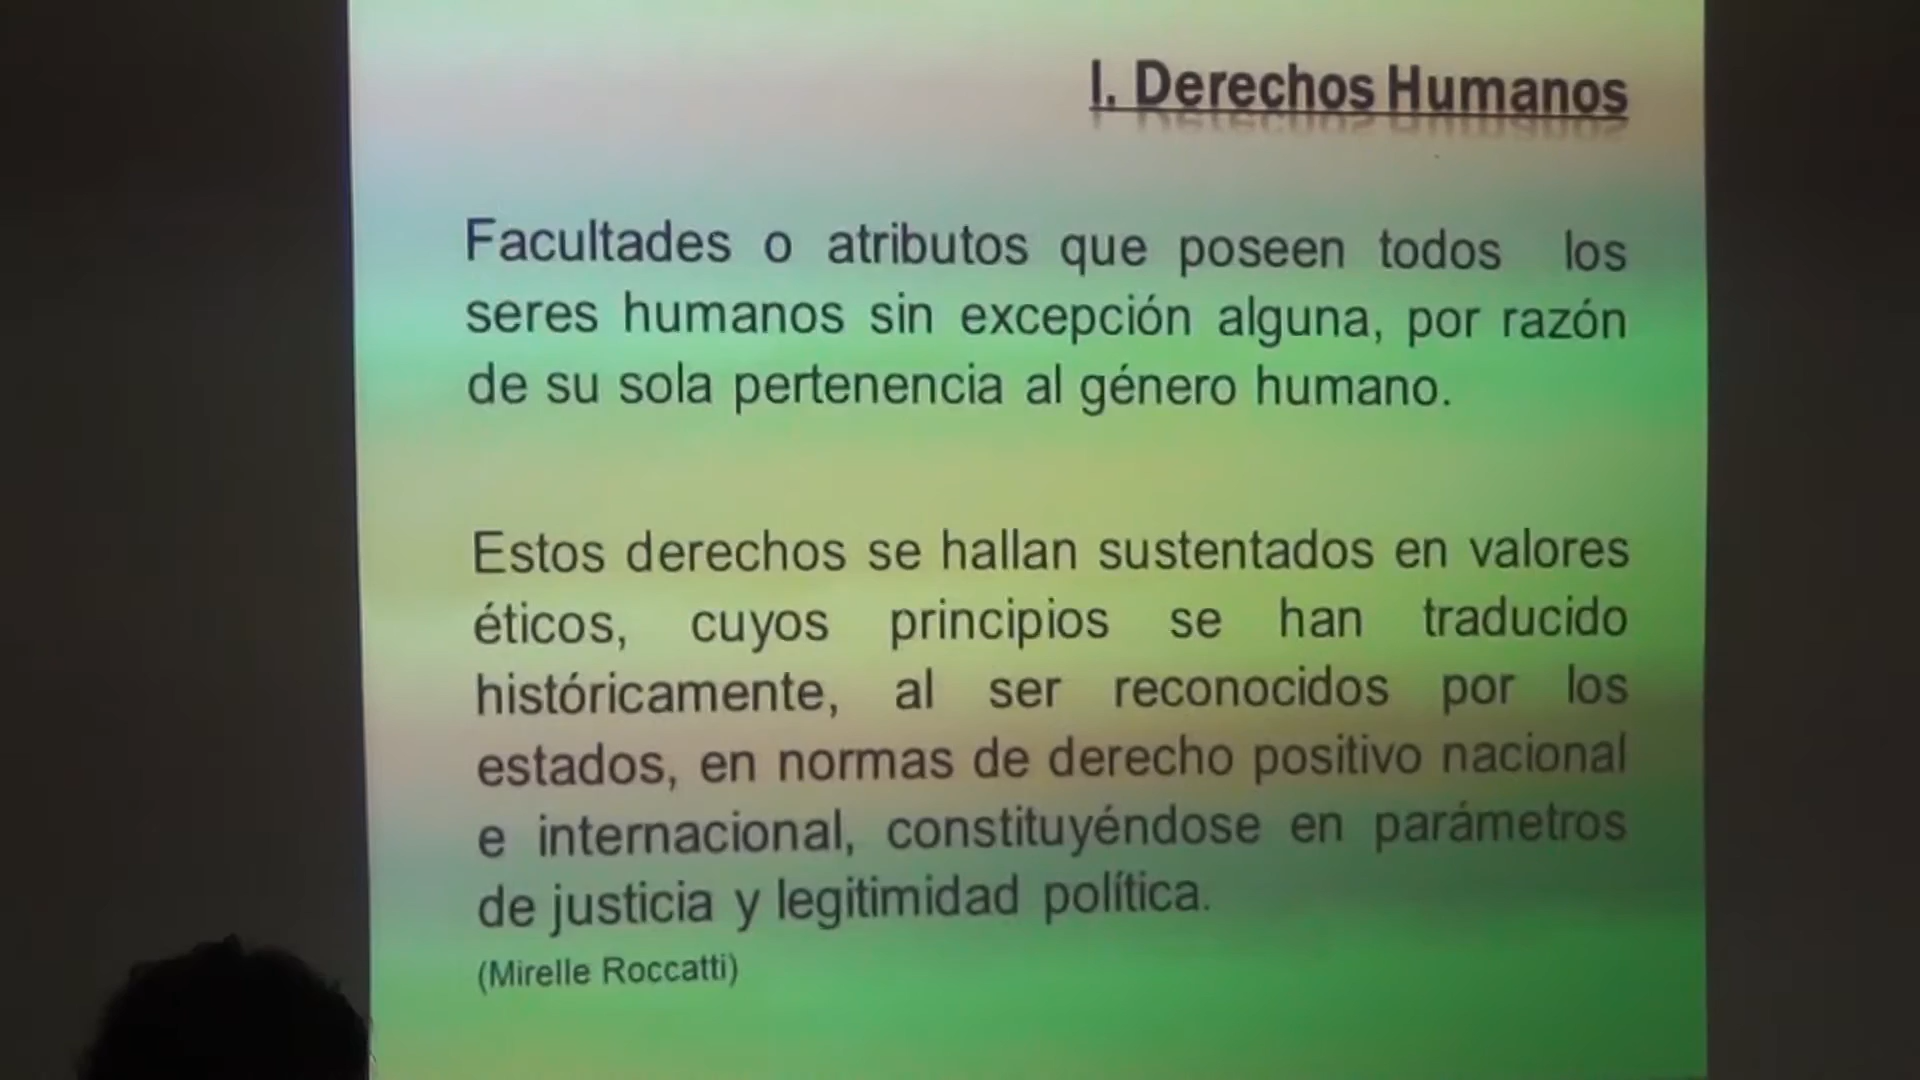 I. Derechos Humanos
Facultades o atributos que poseen todos los
seres humanos sin excepción alguna, por razón
de su sola pertenencia al género humano.
Estos derechos se hallan sustentados en valores
éticos, cuyos principios se han traducido
históricamente, al ser reconocidos por los
estados, en normas de derecho positivo nacional
e internacional, constituyéndose en parámetros
de justicia y legitimidad política.
(Mirelle Roccatti)